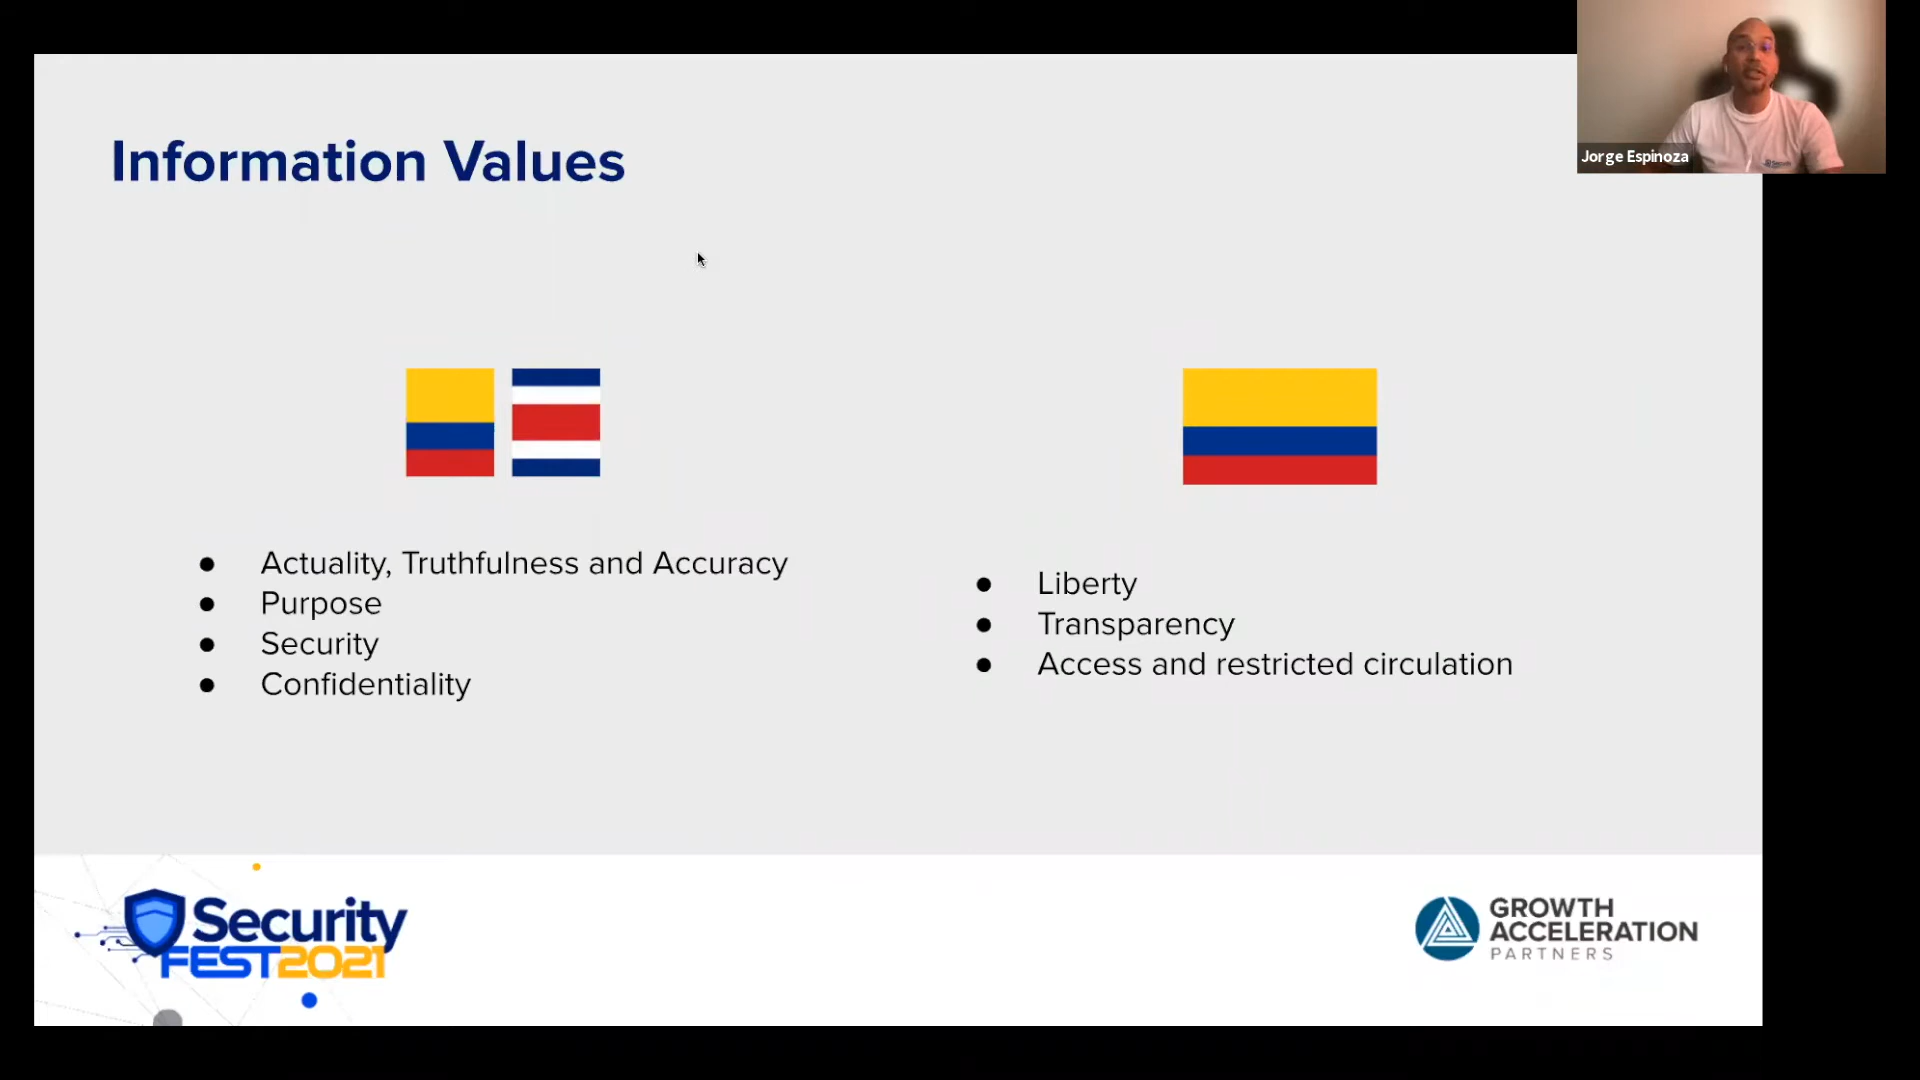 Information Values
Jorge Espinoza
Actuality, Truthfulness and Accuracy
Purpose
Security
Confidentiality
Liberty
Transparency
Access and restricted circulation
Security
FEST2021
GROWTH
ACCELERATION
PARTNERS